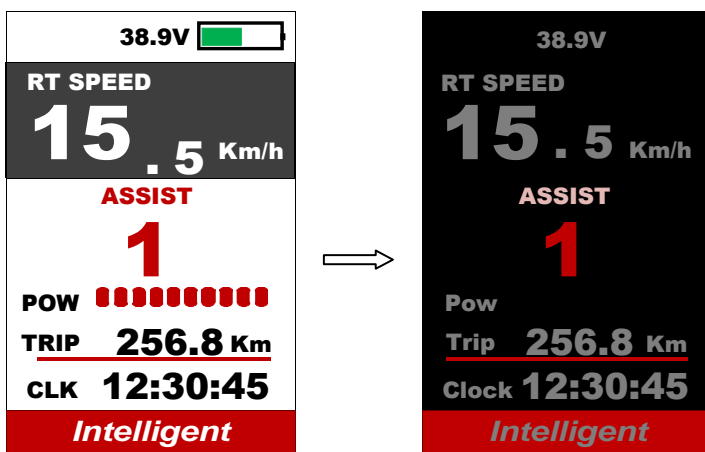 38.9V
RT SPEED
15.5 Km/h
ASSIST
1
POW
TRIP 256.8 Km
CLK 12:30:45
Intelligent
38.9V
RT SPEED
15.5 Km/h
ASSIST
1
Pow
Trip 256.8 Km
Clock 12:30:45
Intelligent